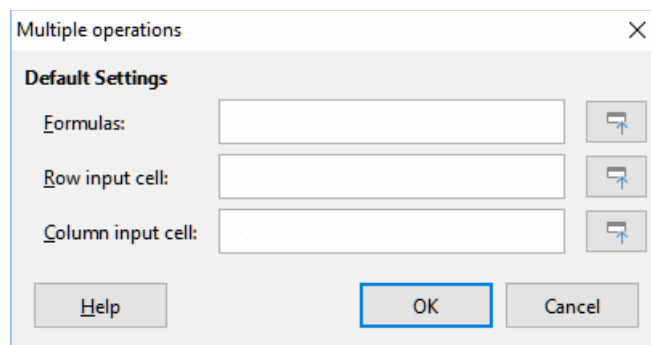 Multiple operations
Default Settings
Formulas:
Row input cell:
Column input cell:
Help OK Cancel